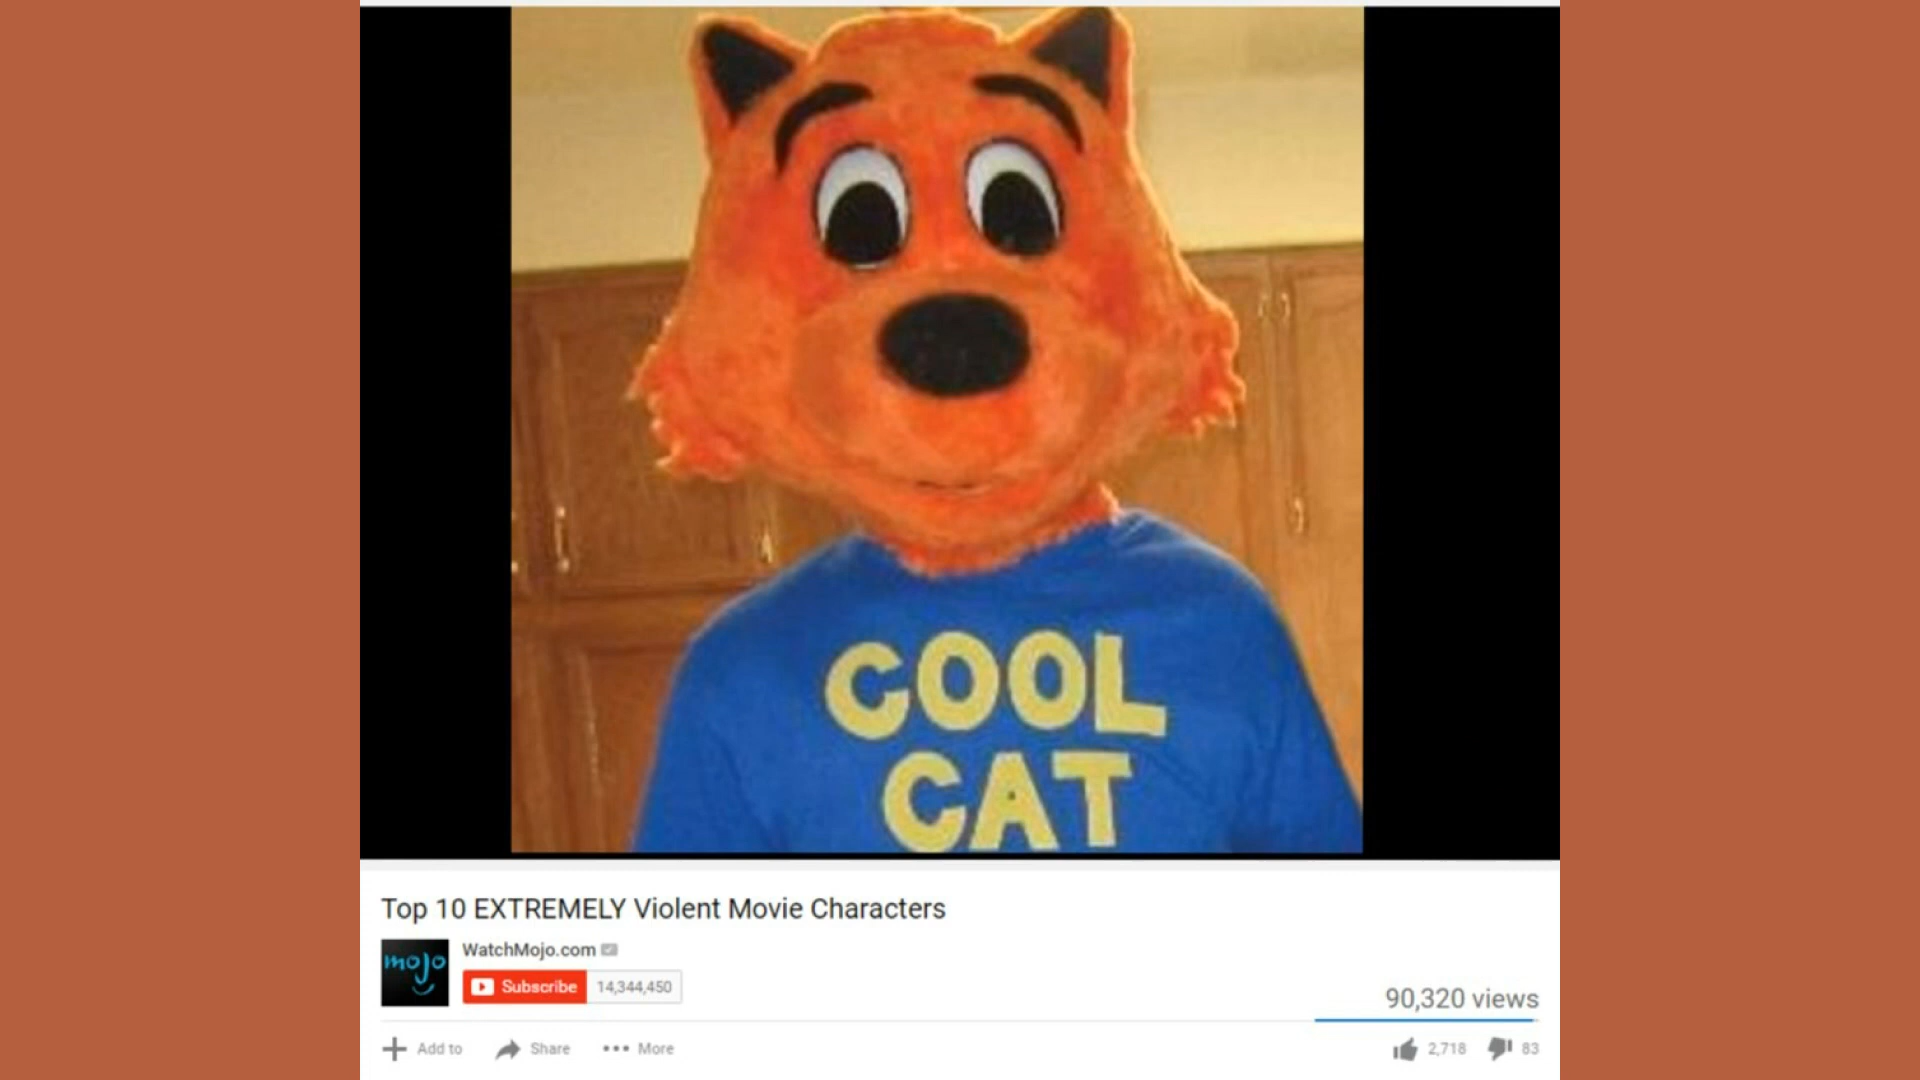 COOL
CAT
Top 10 EXTREMELY Violent Movie Characters
mojo
WatchMojo.com
Subscribe 14,344,450
90,320 views
Add to Share More 2,718 83